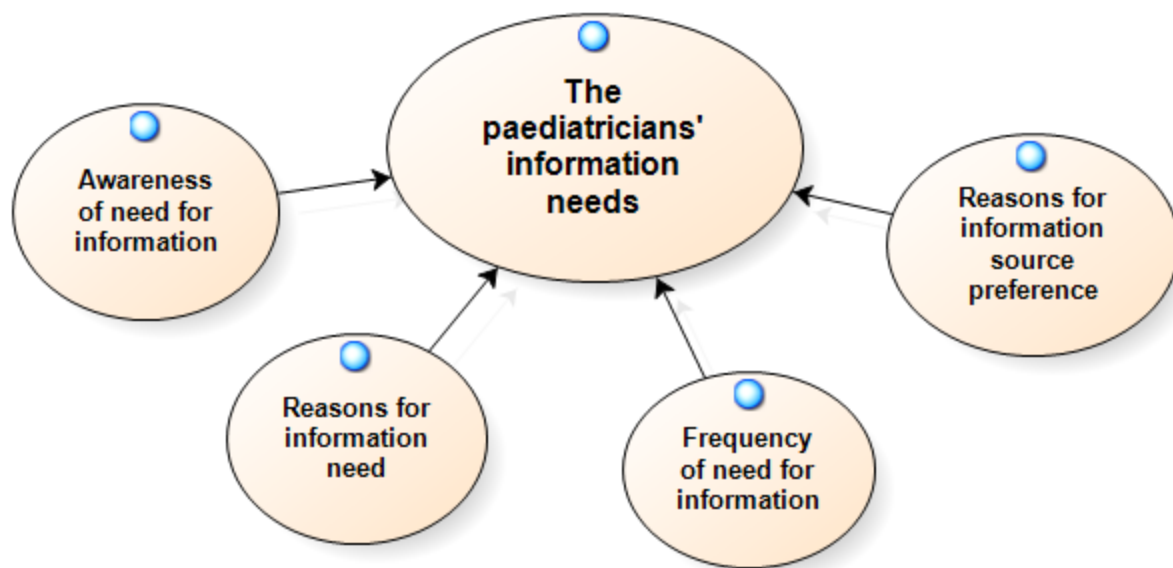 The
paediatricians'
information
needs
Awareness
of need for
information
Reasons for
information
source
preference
Reasons for
information
need
Frequency
of need for
information